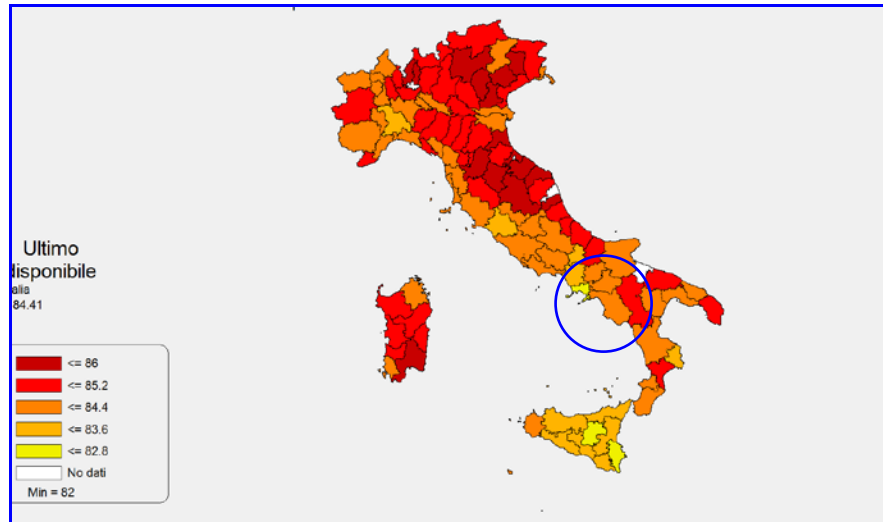 Ultimo
disponibile
alia
84.41
<= 86
<= 85.2
<= 84.4
<= 83.6
<= 82.8
No dati
Min = 82